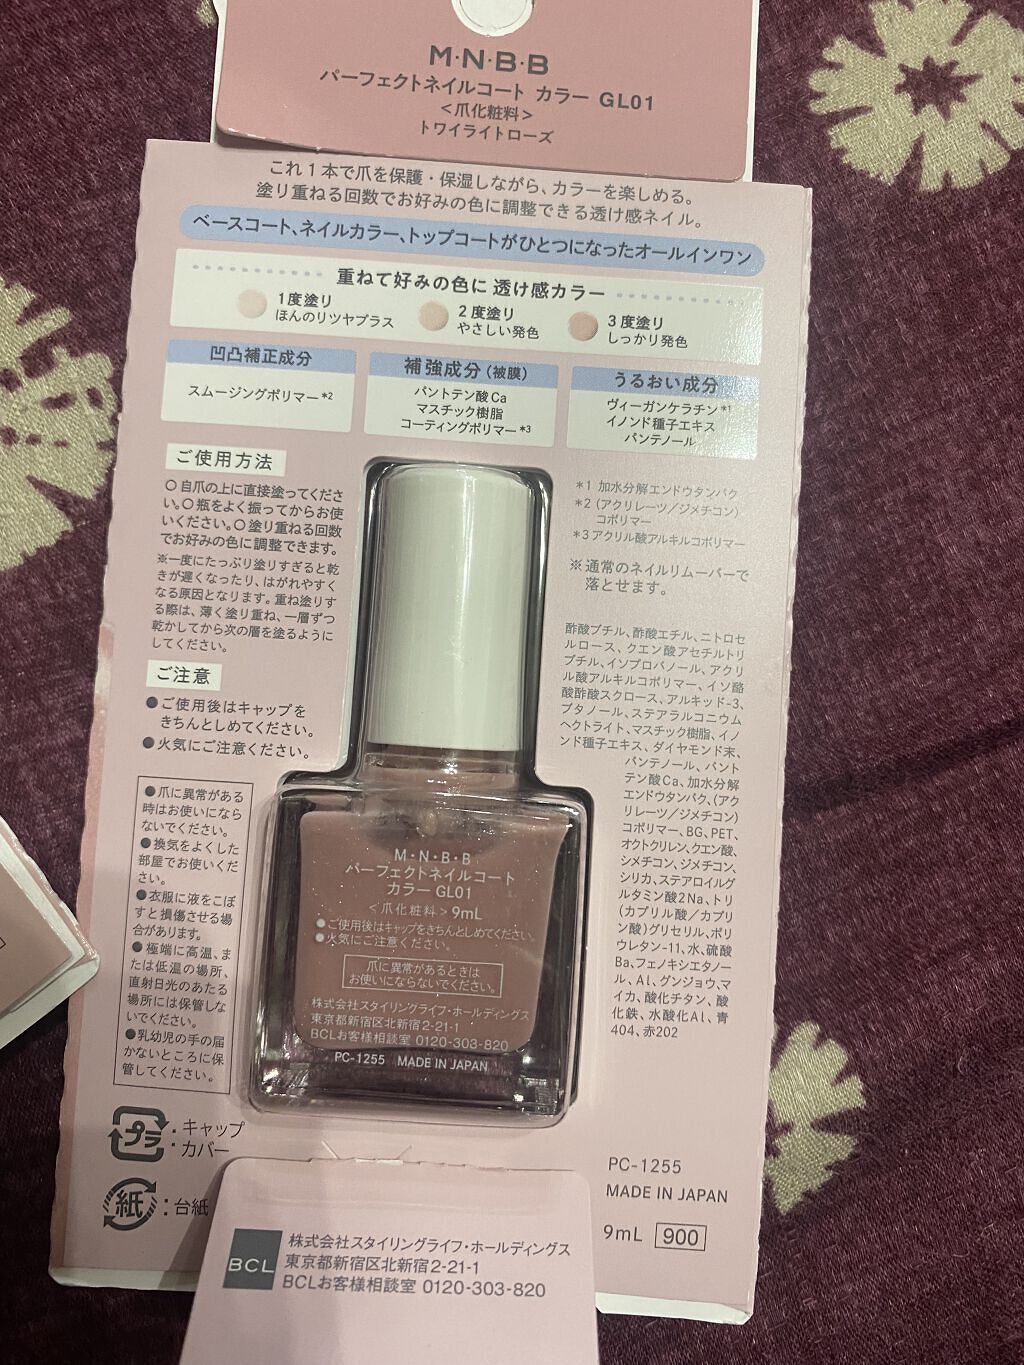 M·N·B·B
パーフェクトネイルコート カラー GL01
＜爪化粧料＞
トワイライトローズ
これ1本で爪を保護・保湿しながら、カラーを楽しめる。
塗り重ねる回数でお好みの色に調整できる透け感ネイル。
ベースコート、ネイルカラー、トップコートがひとつになったオールインワン
重ねて好みの色に 透け感カラー
1度塗り
ほんのリツヤプラス
2度塗り
やさしい発色
3度塗り
しっかり発色
凹凸補正成分
スムージングポリマー*2
補強成分（被膜）
パントテン酸Ca
マスチック樹脂
コーティングポリマー*3
うるおい成分
ヴィーガンケラチン*1
イノンド種子エキス
パンテノール
ご使用方法
○自爪の上に直接塗ってくださ
い。○瓶をよく振ってからお使
いください。○塗り重ねる回数
でお好みの色に調整できます。
※一度にたっぷり塗りすぎると乾
きが遅くなったり、はがれやすく
なる原因となります。重ね塗りす
る際は、薄く塗り重ね、一層ずつ
乾かしてから次の層を塗るように
してください。
ご注意
●ご使用後はキャップを
きちんとしめてください。
●火気にご注意ください。
●爪に異常がある
時はお使いになら
ないでください。
●換気をよくした
部屋でお使いくだ
さい。
●衣服に液をこぼ
すと損傷させる場
合があります。
●極端に高温、ま
たは低温の場所、
直射日光のあたる
場所には保管しな
いでください。
●乳幼児の手の届
かないところに保
管してください。
*1 加水分解エンドウタンパク
*2 (アクリレーツ／ジメチコン)
コポリマー
*3 アクリル酸アルキルコポリマー
※通常のネイルリムーバーで
落とせます。
酢酸ブチル、酢酸エチル、ニトロセ
ルロース、クエン酸アセチルトリ
ブチル、イソプロパノール、アクリ
ル酸アルキルコポリマー、イソ酪
酸酢酸スクロース、アルキッド-3、
ブタノール、ステアラルコニウム
ヘクトライト、マスチック樹脂、イノ
ンド種子エキス、ダイヤモンド末、
パンテノール、パント
テン酸Ca、加水分解
エンドウタンパク、(アク
リレーツ／ジメチコン)
コポリマー、BG、PET、
オクトクリレン、クエン酸、
シメチコン、ジメチコン、
シリカ、ステアロイルグ
ルタミン酸2Na、トリ
(カプリル酸／カプリ
ン酸)グリセリル、ポリ
ウレタン-11、水、硫酸
Ba、フェノキシエタノー
ル、Al、グンジョウ、マ
イカ、酸化チタン、酸
化鉄、水酸化Al、青
404、赤202
M·N·B·B
パーフェクトネイルコート
カラー GL01
＜爪化粧料＞9mL
●ご使用後はキャップをきちんとしめてください。
●火気にご注意ください。
爪に異常があるときは
お使いにならないでください。
株式会社スタイリングライフ・ホールディングス
東京都新宿区北新宿2-21-1
BCLお客様相談室 0120-303-820
PC-1255 MADE IN JAPAN
プラ：キャップ
・カバー
紙：台紙
PC-1255
MADE IN JAPAN
9mL 900
BCL
株式会社スタイリングライフ・ホールディングス
東京都新宿区北新宿2-21-1
BCLお客様相談室 0120-303-820